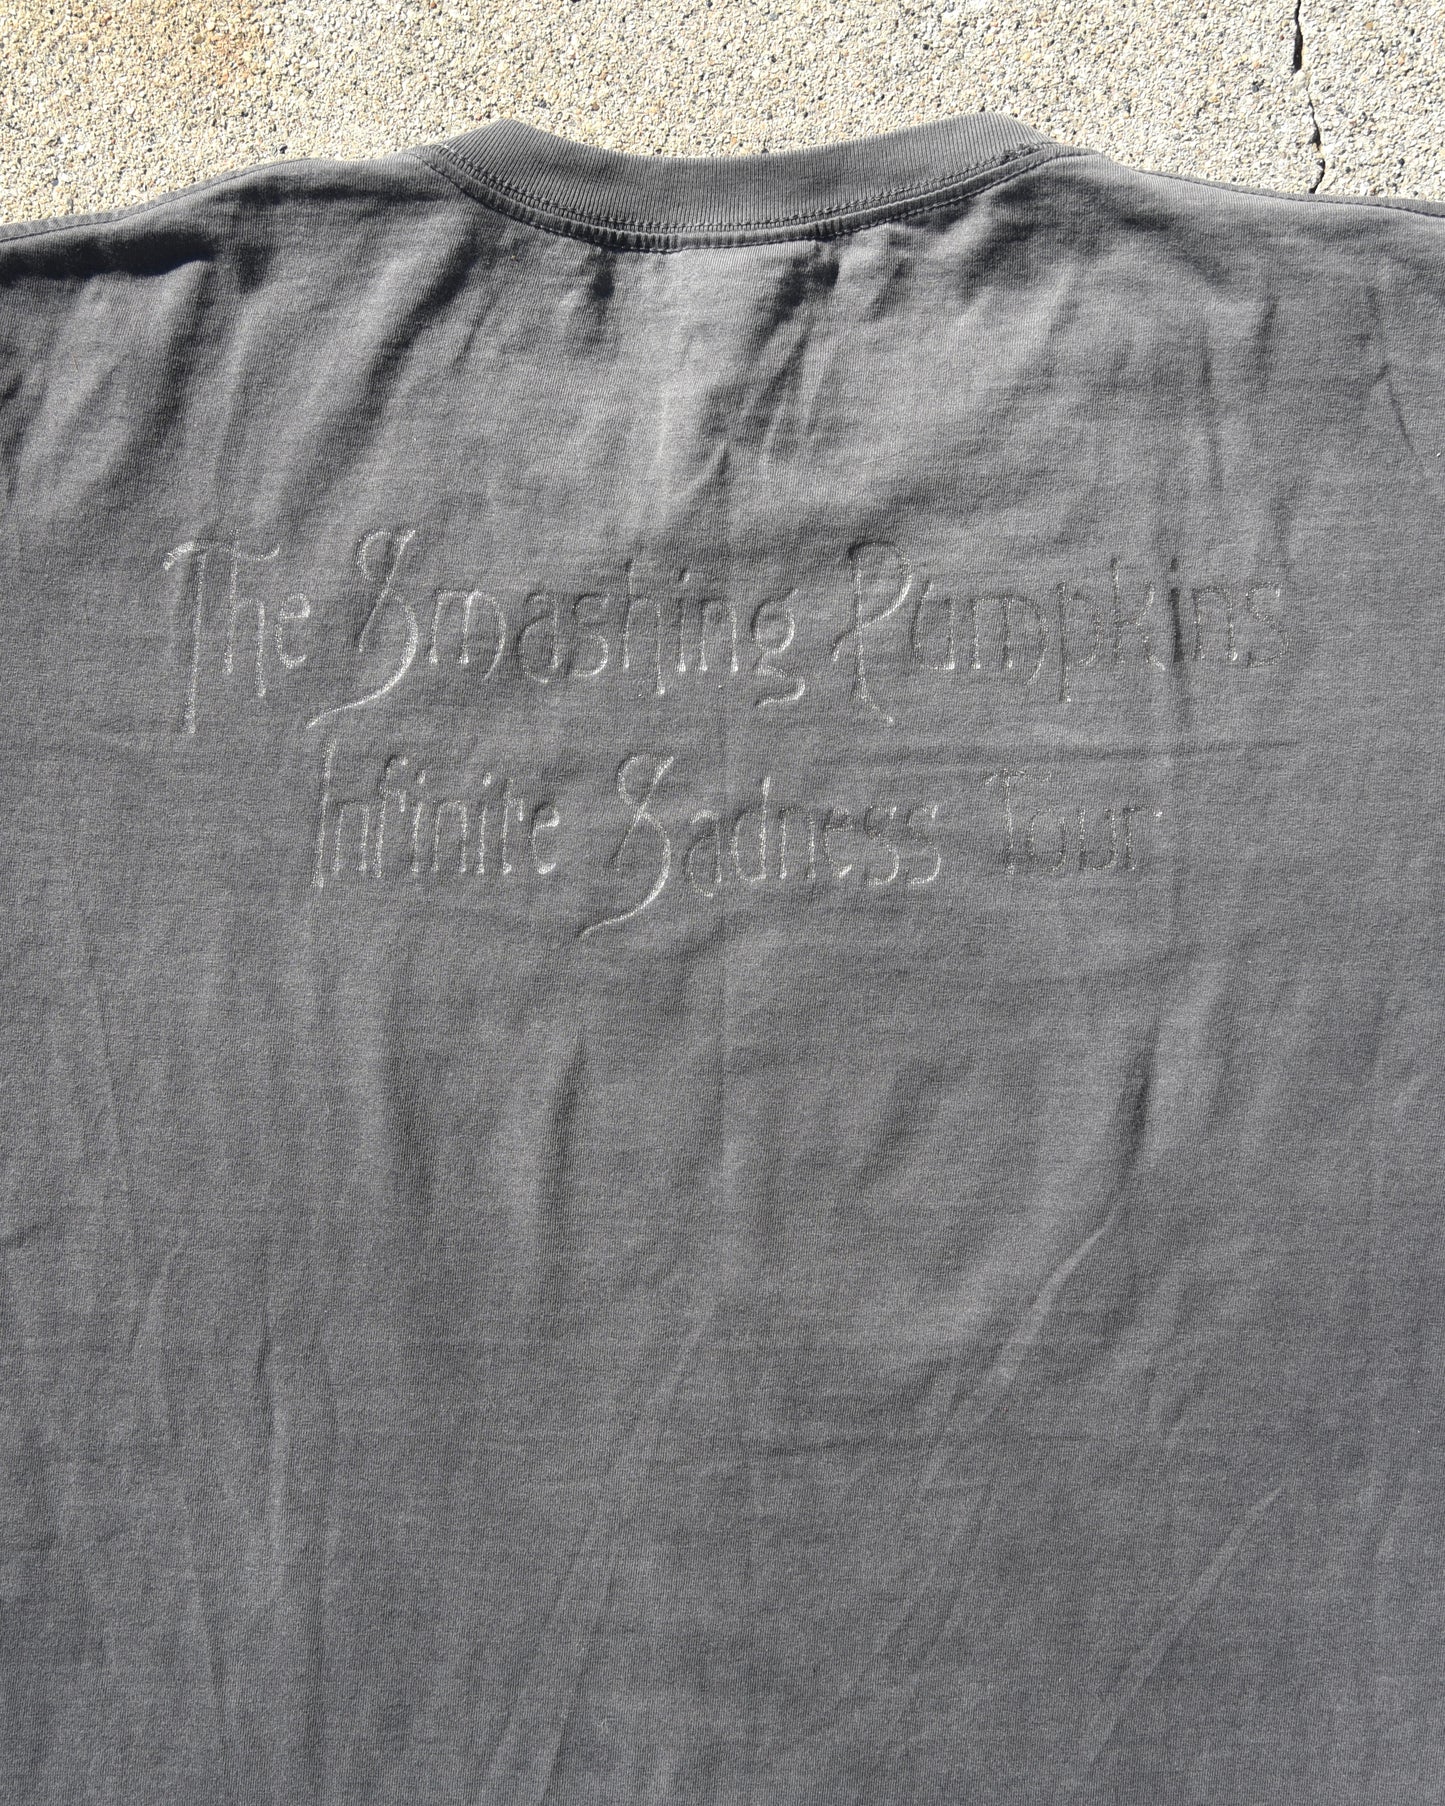 The Smashing Pumpkins
Infinite Sadness Tour